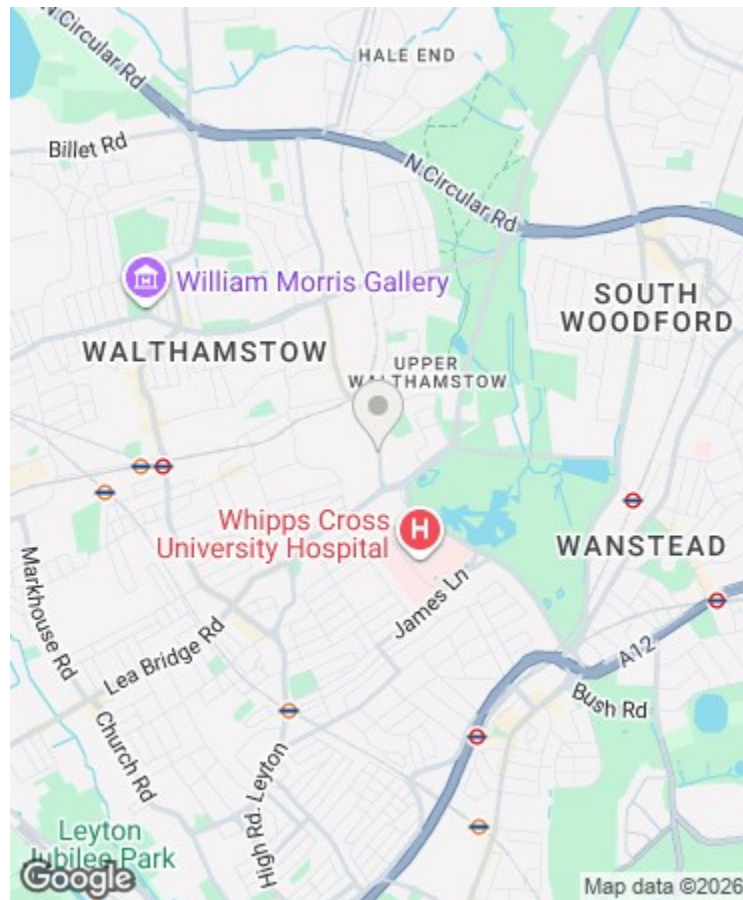 N Circular Rd
HALE END
Billet Rd
N Circular Rd
William Morris Gallery
SOUTH
WOODFORD
WALTHAMSTOW
UPPER
WALTHAMSTOW
H
Whipps Cross
University Hospital
WANSTEAD
Markhouse Rd
James Ln
Lea Bridge Rd
A12
Bush Rd
Church Rd
High Rd. Leyton
Leyton
Jubilee Park
Google
Map data ©2026